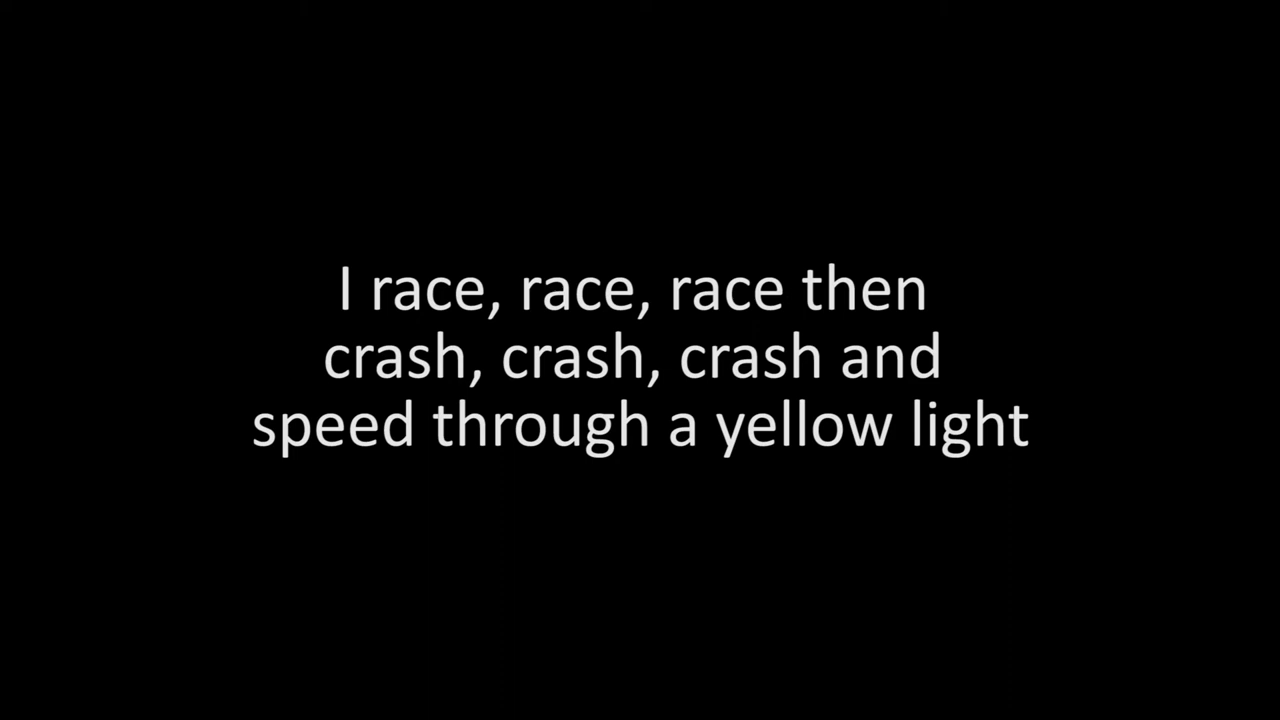 I race, race, race then
crash, crash, crash and
speed through a yellow light